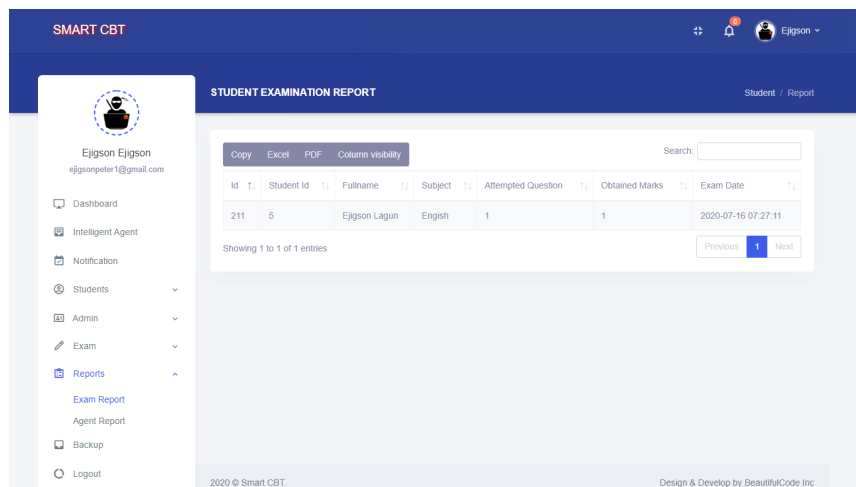 SMART CBT
0
Ejigson
STUDENT EXAMINATION REPORT
Student / Report
Ejigson Ejigson
ejigsonpeter1@gmail.com
Dashboard
Intelligent Agent
Notification
Students
Admin
Exam
Reports
Exam Report
Agent Report
Backup
Logout
Copy Excel PDF Column visibility
Search:
Id Student Id Fullname Subject Attempted Question Obtained Marks Exam Date
211 5 Ejigson Lagun Engish 1 1 2020-07-16 07:27:11
Showing 1 to 1 of 1 entries
Previous 1 Next
2020 © Smart CBT.
Design & Develop by BeautifulCode Inc